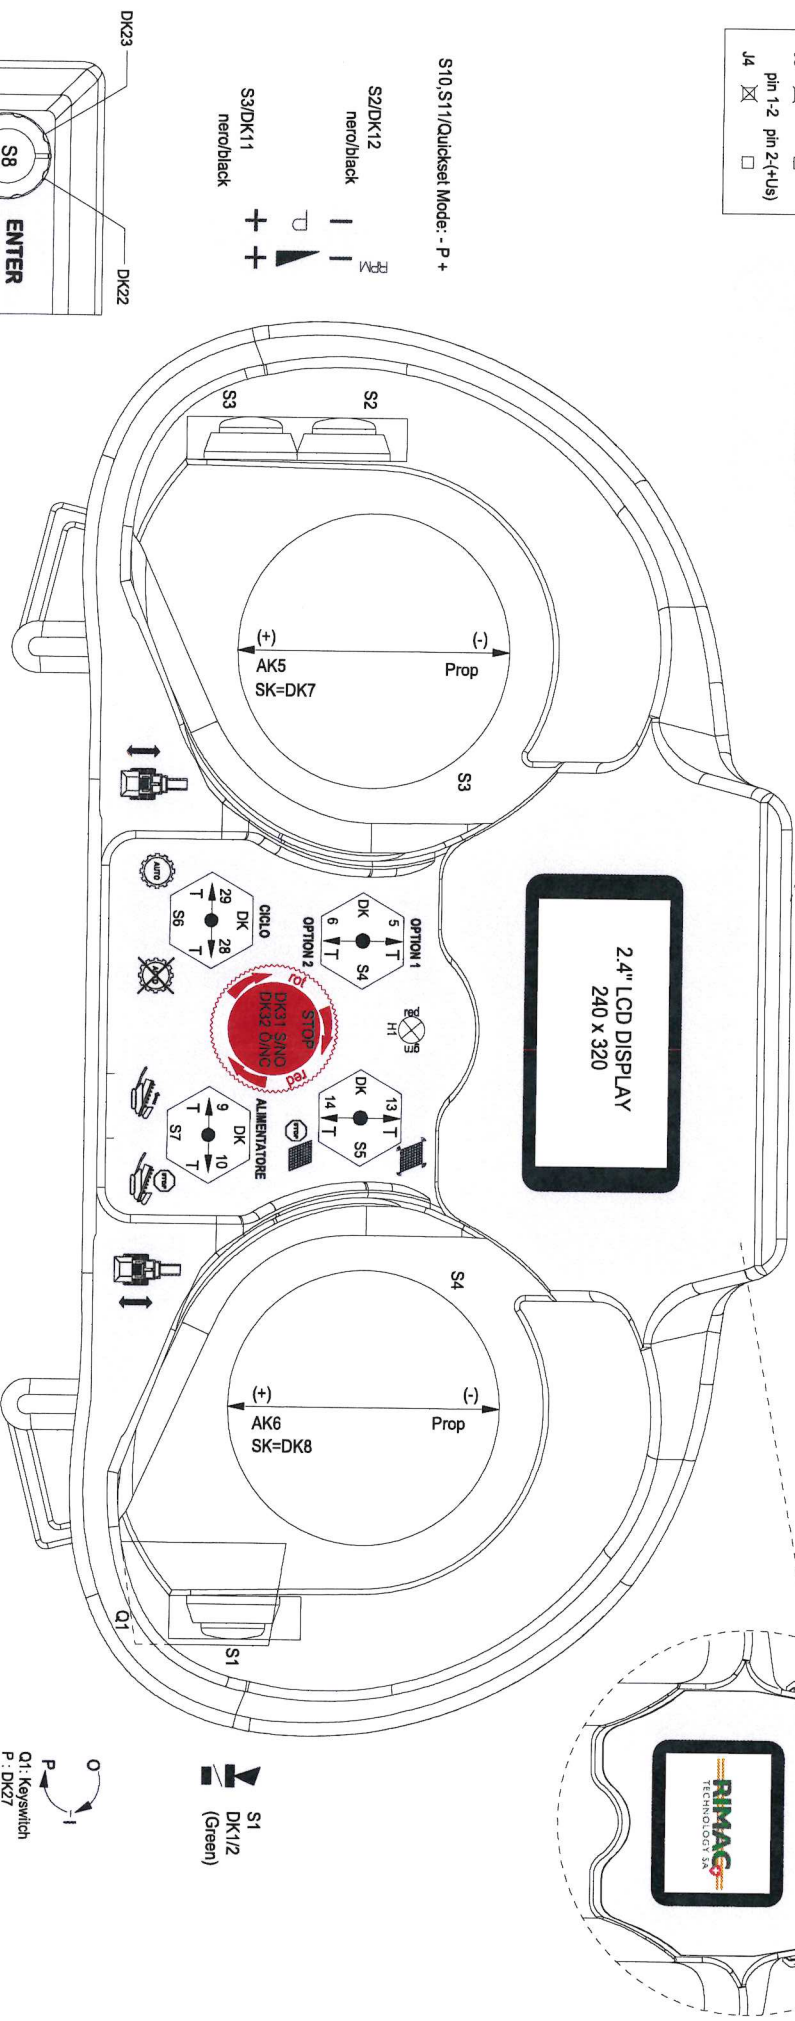 J4
pin 1-2 pin 2-(+Us)
S10,S11/Quickset Mode: - P +
S2/DK12
nero/black
S3/DK11
nero/black
RPM
P
DK23
DK22
S8
ENTER
S3
S2
(+)
(-)
AK5
Prop
SK=DK7
S3
2.4" LCD DISPLAY
240 x 320
OPTION 1
5
T
DK
S4
6
T
OPTION 2
CICLO
DK
29
28
T
T
S6
AUTO
AUTO
red
H1
grn
rot
STOP
DK31 S/NO
DK32 Ö/NC
red
13
T
DK
S5
14
T
STOP
ALIMENTATORE
DK
9
10
T
T
S7
STOP
S4
(+)
(-)
AK6
Prop
SK=DK8
Q1
S1
S1
DK1/2
(Green)
O
I
P
Q1: Keyswitch
P : DK27
RIMAC
TECHNOLOGY SA